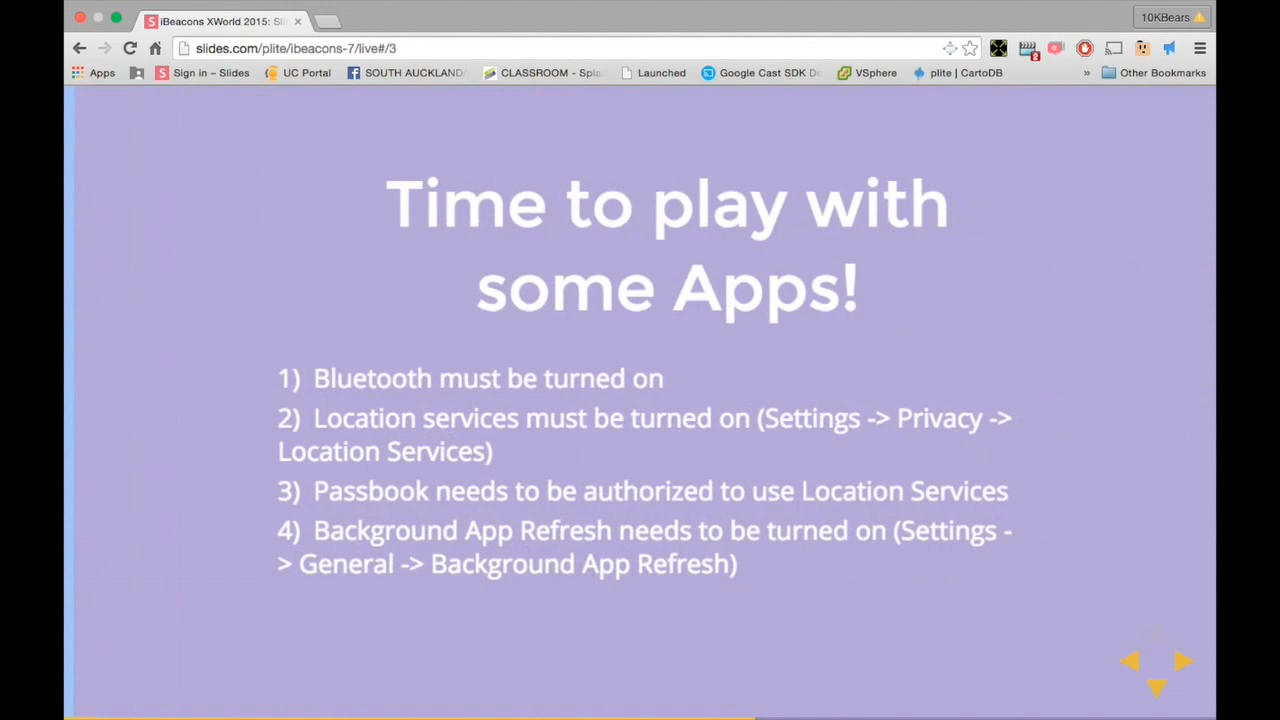 iBeacons XWorld 2015: Sli
10KBears
slides.com/plite/ibeacons-7/live#/3
2
Apps
Sign in – Slides
UC Portal
SOUTH AUCKLAND
CLASSROOM - Spla
Launched
Google Cast SDK De
VSphere
plite | CartoDB
»
Other Bookmarks
Time to play with
some Apps!
1) Bluetooth must be turned on
2) Location services must be turned on (Settings -> Privacy ->
Location Services)
3) Passbook needs to be authorized to use Location Services
4) Background App Refresh needs to be turned on (Settings -
> General -> Background App Refresh)